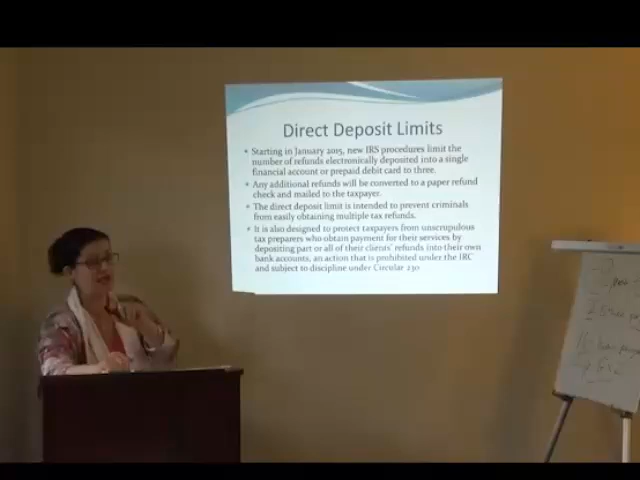 Direct Deposit Limits
• Starting in January 2015, new IRS procedures limit the
number of refunds electronically deposited into a single
financial account or prepaid debit card to three.
• Any additional refunds will be converted to a paper refund
check and mailed to the taxpayer.
• The direct deposit limit is intended to prevent criminals
from easily obtaining multiple tax refunds.
• It is also designed to protect taxpayers from unscrupulous
tax preparers who obtain payment for their services by
depositing part or all of their clients' refunds into their own
bank accounts, an action that is prohibited under the IRC
and subject to discipline under Circular 230